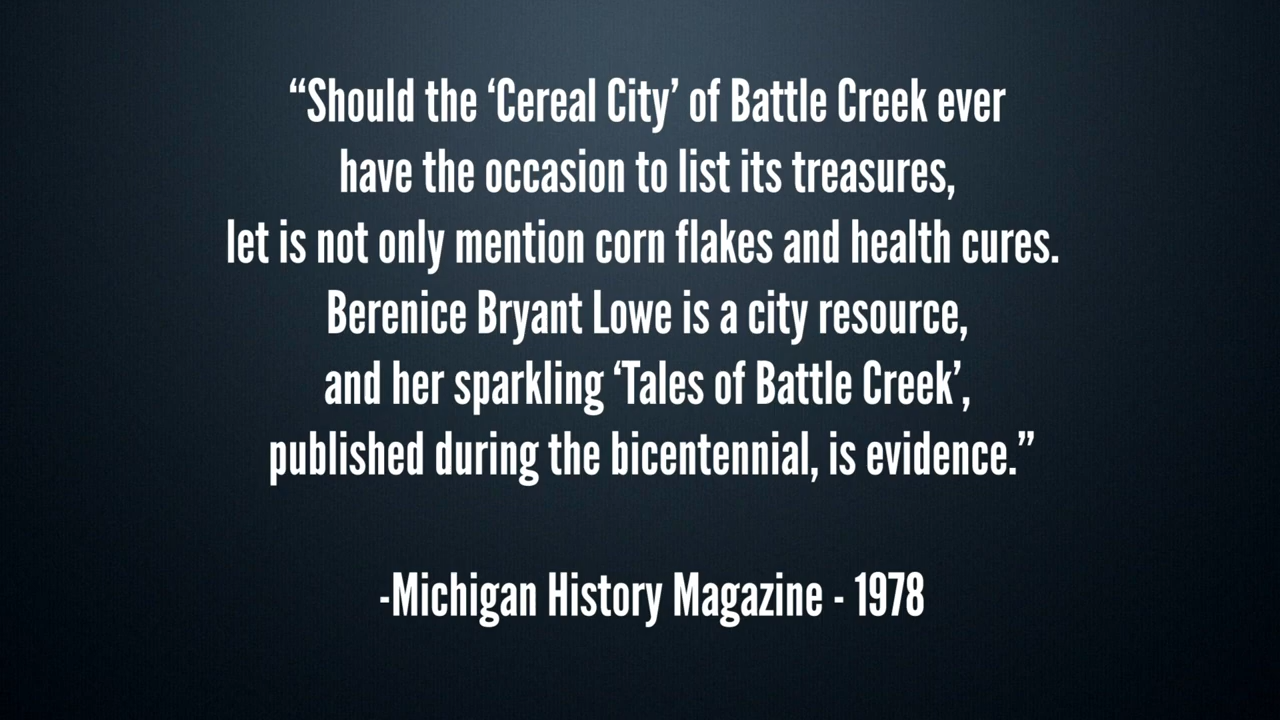 “Should the ‘Cereal City’ of Battle Creek ever
have the occasion to list its treasures,
let is not only mention corn flakes and health cures.
Berenice Bryant Lowe is a city resource,
and her sparkling ‘Tales of Battle Creek’,
published during the bicentennial, is evidence.”
-Michigan History Magazine - 1978